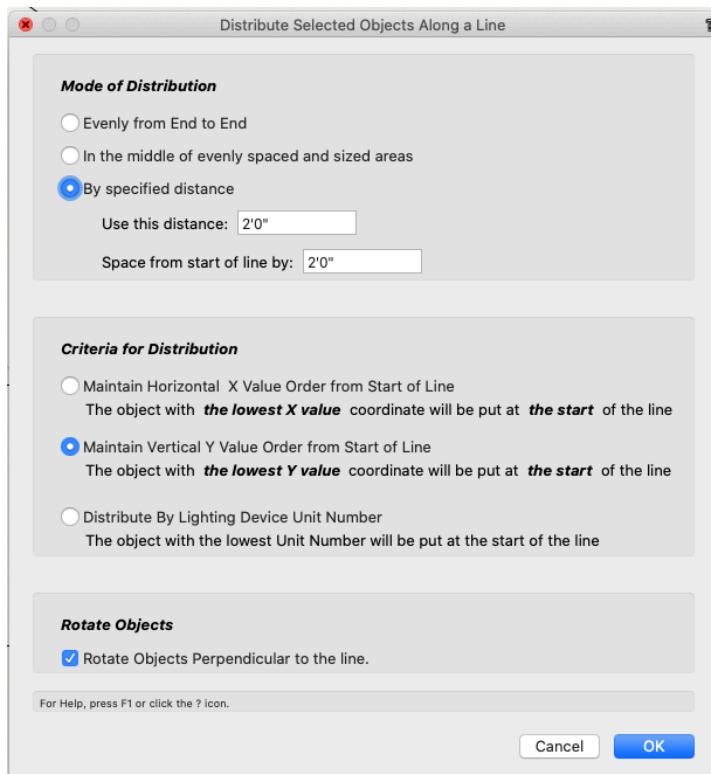 Distribute Selected Objects Along a Line
Mode of Distribution
Evenly from End to End
In the middle of evenly spaced and sized areas
By specified distance
Use this distance: 2'0"
Space from start of line by: 2'0"
Criteria for Distribution
Maintain Horizontal X Value Order from Start of Line
The object with the lowest X value coordinate will be put at the start of the line
Maintain Vertical Y Value Order from Start of Line
The object with the lowest Y value coordinate will be put at the start of the line
Distribute By Lighting Device Unit Number
The object with the lowest Unit Number will be put at the start of the line
Rotate Objects
Rotate Objects Perpendicular to the line.
For Help, press F1 or click the ? icon.
Cancel OK